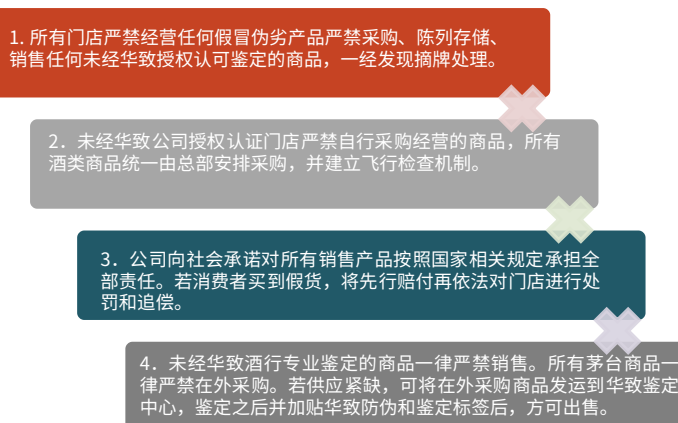 1. 所有门店严禁经营任何假冒伪劣产品严禁采购、陈列存储、
销售任何未经华致授权认可鉴定的商品，一经发现摘牌处理。
2．未经华致公司授权认证门店严禁自行采购经营的商品，所有
酒类商品统一由总部安排采购，并建立飞行检查机制。
3．公司向社会承诺对所有销售产品按照国家相关规定承担全
部责任。若消费者买到假货，将先行赔付再依法对门店进行处
罚和追偿。
4．未经华致酒行专业鉴定的商品一律严禁销售。所有茅台商品一
律严禁在外采购。若供应紧缺，可将在外采购商品发运到华致鉴定
中心，鉴定之后并加贴华致防伪和鉴定标签后，方可出售。